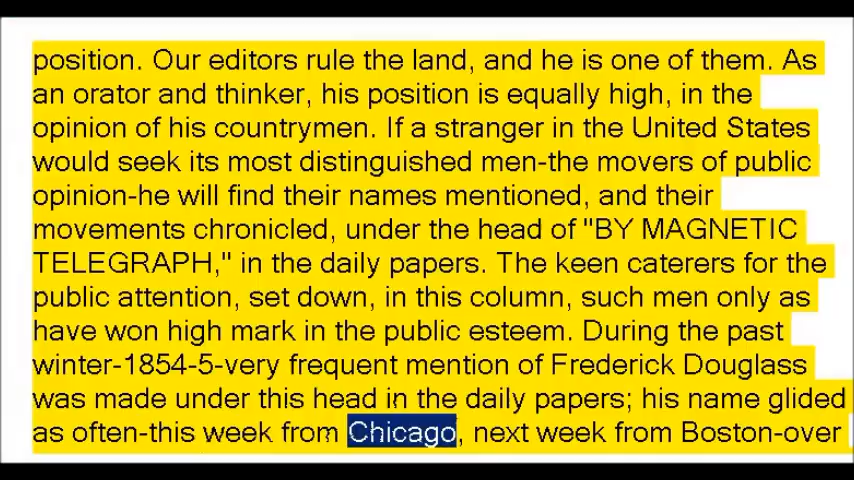 position. Our editors rule the land, and he is one of them. As
an orator and thinker, his position is equally high, in the
opinion of his countrymen. If a stranger in the United States
would seek its most distinguished men-the movers of public
opinion-he will find their names mentioned, and their
movements chronicled, under the head of "BY MAGNETIC
TELEGRAPH," in the daily papers. The keen caterers for the
public attention, set down, in this column, such men only as
have won high mark in the public esteem. During the past
winter-1854-5-very frequent mention of Frederick Douglass
was made under this head in the daily papers; his name glided
as often-this week from Chicago, next week from Boston-over